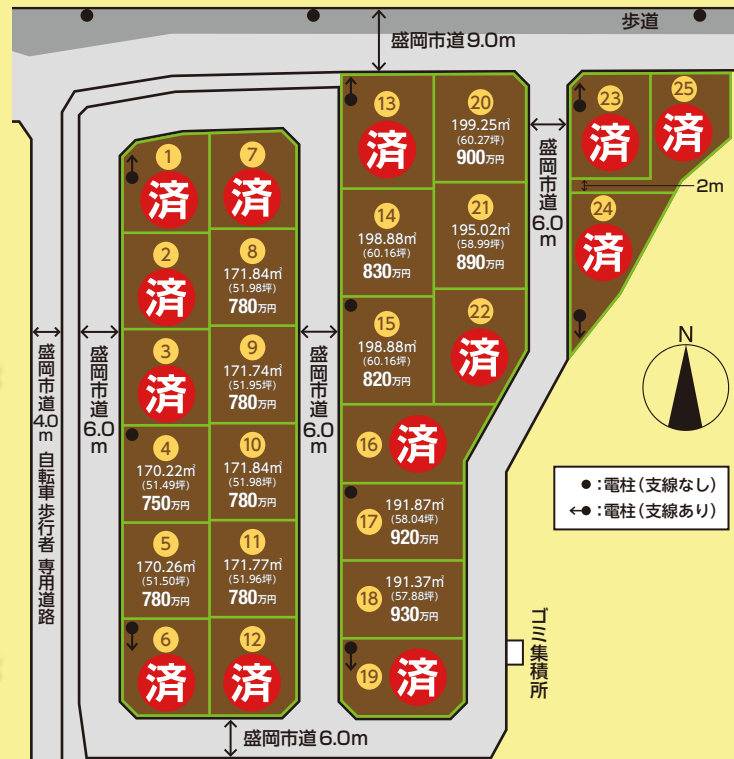 歩道
盛岡市道9.0m
1
済
7
済
2
済
8
171.84㎡
(51.98坪)
780万円
3
済
9
171.74㎡
(51.95坪)
780万円
4
170.22㎡
(51.49坪)
750万円
10
171.84㎡
(51.98坪)
780万円
5
170.26㎡
(51.50坪)
780万円
11
171.77㎡
(51.96坪)
780万円
6
済
12
済
13
済
20
199.25㎡
(60.27坪)
900万円
14
198.88㎡
(60.16坪)
830万円
21
195.02㎡
(58.99坪)
890万円
15
198.88㎡
(60.16坪)
820万円
22
済
16
済
17
191.87㎡
(58.04坪)
920万円
18
191.37㎡
(57.88坪)
930万円
19
済
23
済
25
済
2m
24
済
盛岡市道4.0m 自転車 歩行者 専用道路
盛岡市道6.0m
盛岡市道6.0m
盛岡市道6.0m
盛岡市道6.0m
N
●:電柱(支線なし)
←●:電柱(支線あり)
ゴミ集積所